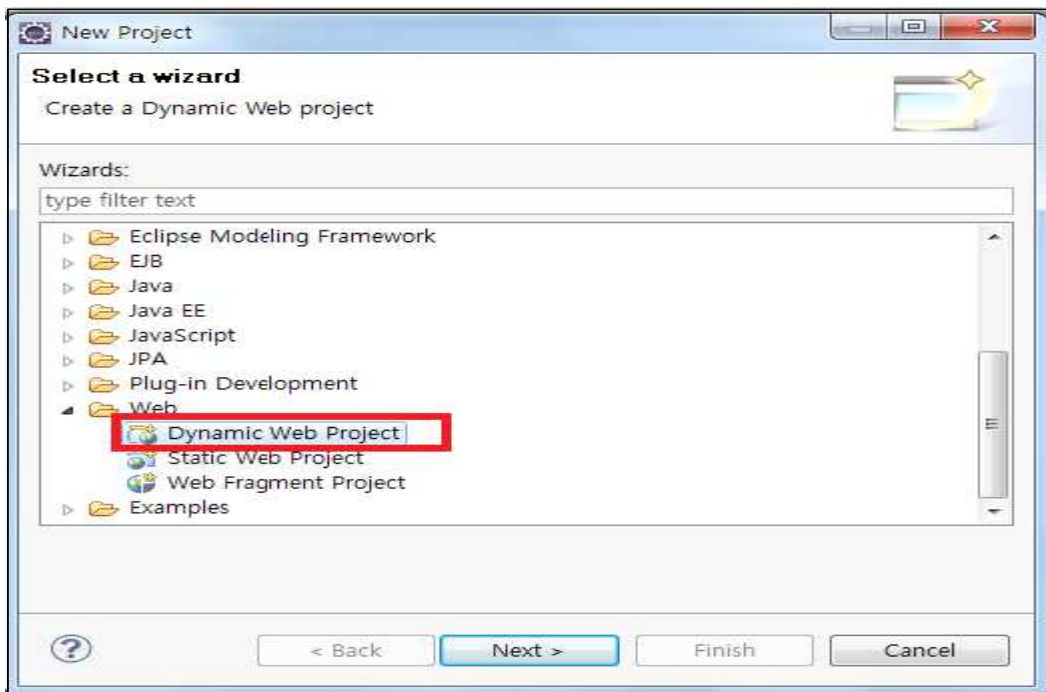 New Project
Select a wizard
Create a Dynamic Web project
Wizards:
type filter text
Eclipse Modeling Framework
EJB
Java
Java EE
JavaScript
JPA
Plug-in Development
Web
Dynamic Web Project
Static Web Project
Web Fragment Project
Examples
?
< Back
Next >
Finish
Cancel